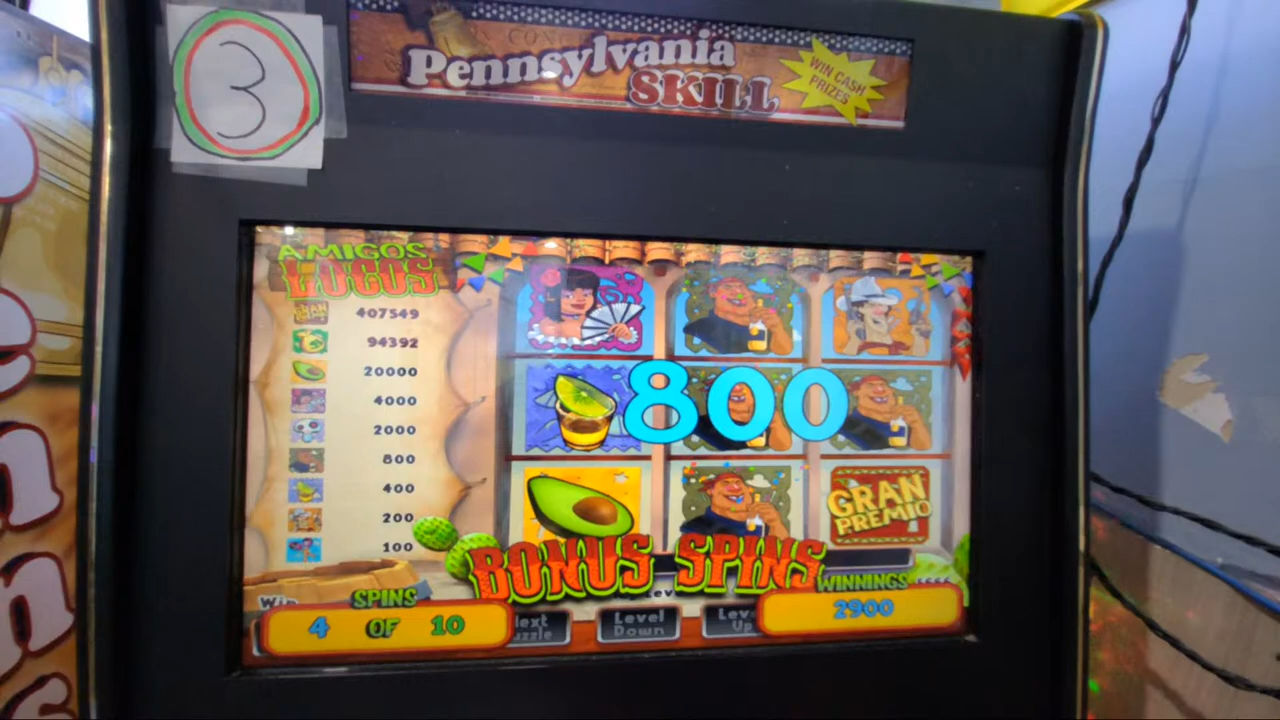 3
Pennsylvania
SKILL
WIN CASH
PRIZES
AMIGOS
LOCOS
407549
94392
20000
4000
2000
800
400
200
100
800
GRAN
PREMIO
BONUS SPINS
SPINS
4 OF 10
WINNINGS
2900
Level
Down
Up